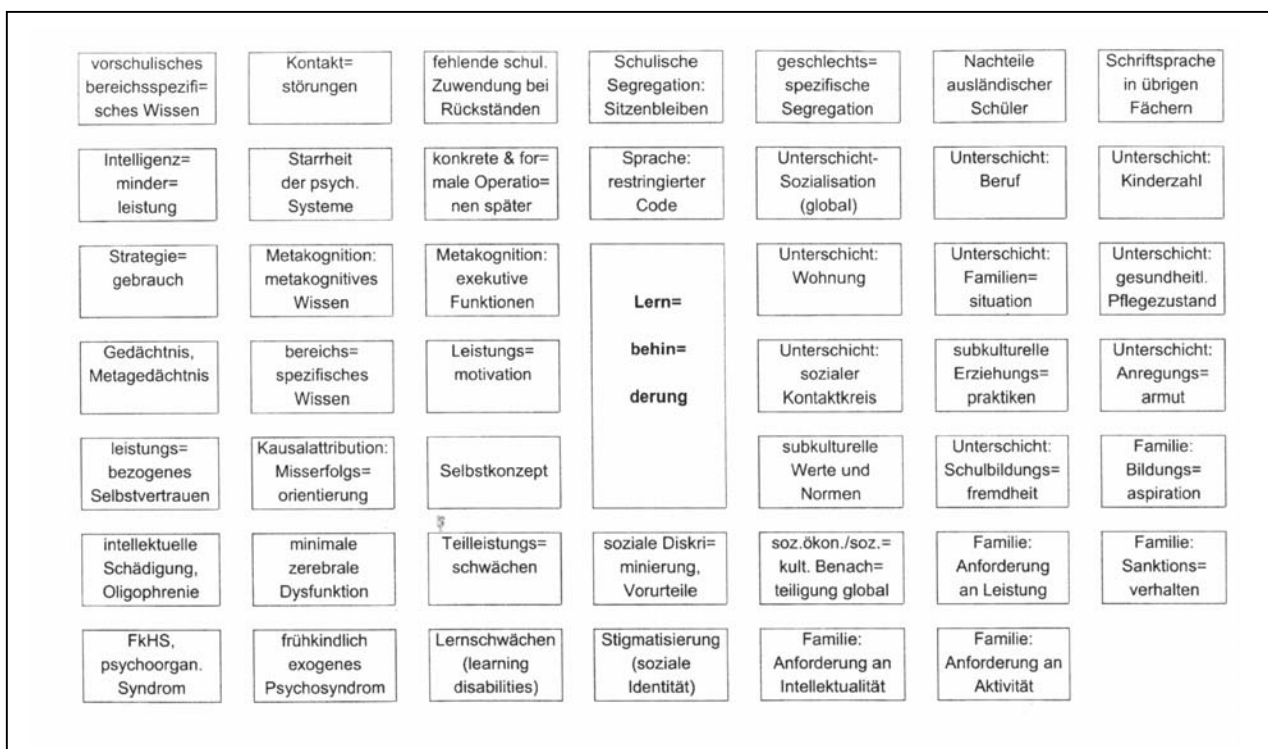 vorschulisches
bereichsspezifi=
sches Wissen
Kontakt=
störungen
fehlende schul.
Zuwendung bei
Rückständen
Schulische
Segregation:
Sitzenbleiben
geschlechts=
spezifische
Segregation
Nachteile
ausländischer
Schüler
Schriftsprache
in übrigen
Fächern
Intelligenz=
minder=
leistung
Starrheit
der psych.
Systeme
konkrete & for=
male Operatio=
nen später
Sprache:
restringierter
Code
Unterschicht-
Sozialisation
(global)
Unterschicht:
Beruf
Unterschicht:
Kinderzahl
Strategie=
gebrauch
Metakognition:
metakognitives
Wissen
Metakognition:
exekutive
Funktionen
Lern=
behin=
derung
Unterschicht:
Wohnung
Unterschicht:
Familien=
situation
Unterschicht:
gesundheitl.
Pflegezustand
Gedächtnis,
Metagedächtnis
bereichs=
spezifisches
Wissen
Leistungs=
motivation
Unterschicht:
sozialer
Kontaktkreis
subkulturelle
Erziehungs=
praktiken
Unterschicht:
Anregungs=
armut
leistungs=
bezogenes
Selbstvertrauen
Kausalattribution:
Misserfolgs=
orientierung
Selbstkonzept
subkulturelle
Werte und
Normen
Unterschicht:
Schulbildungs=
fremdheit
Familie:
Bildungs=
aspiration
intellektuelle
Schädigung,
Oligophrenie
minimale
zerebrale
Dysfunktion
Teilleistungs=
schwächen
soziale Diskri=
minierung,
Vorurteile
soz.ökon./soz.=
kult. Benach=
teiligung global
Familie:
Anforderung
an Leistung
Familie:
Sanktions=
verhalten
FkHS,
psychoorgan.
Syndrom
frühkindlich
exogenes
Psychosyndrom
Lernschwächen
(learning
disabilities)
Stigmatisierung
(soziale
Identität)
Familie:
Anforderung an
Intellektualität
Familie:
Anforderung an
Aktivität